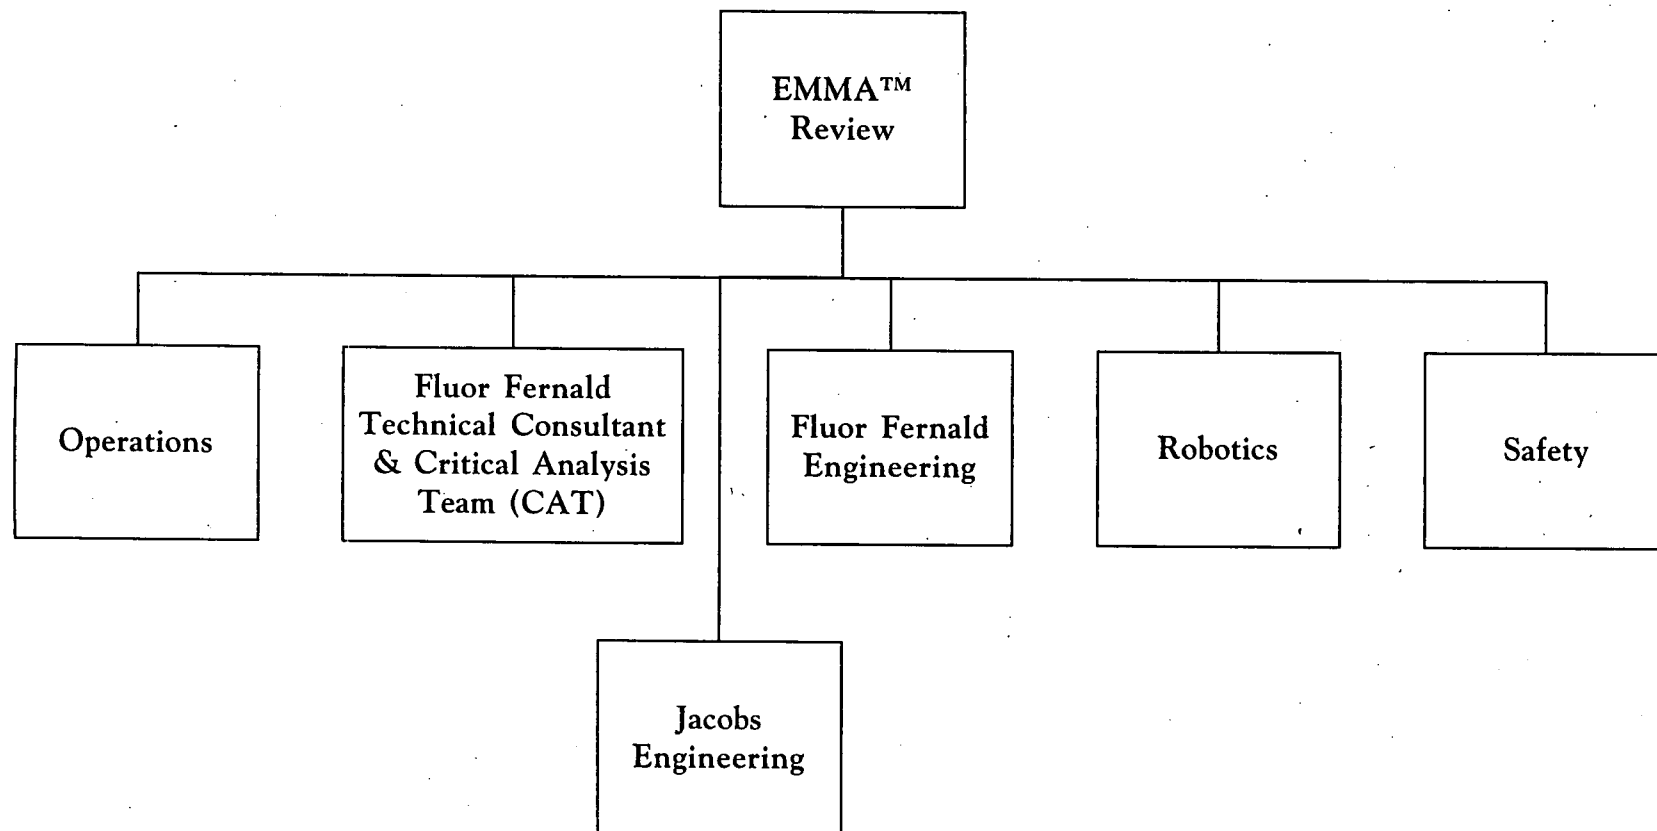 EMMA™
Review
Operations
Fluor Fernald
Technical Consultant
& Critical Analysis
Team (CAT)
Fluor Fernald
Engineering
Robotics
Safety
Jacobs
Engineering